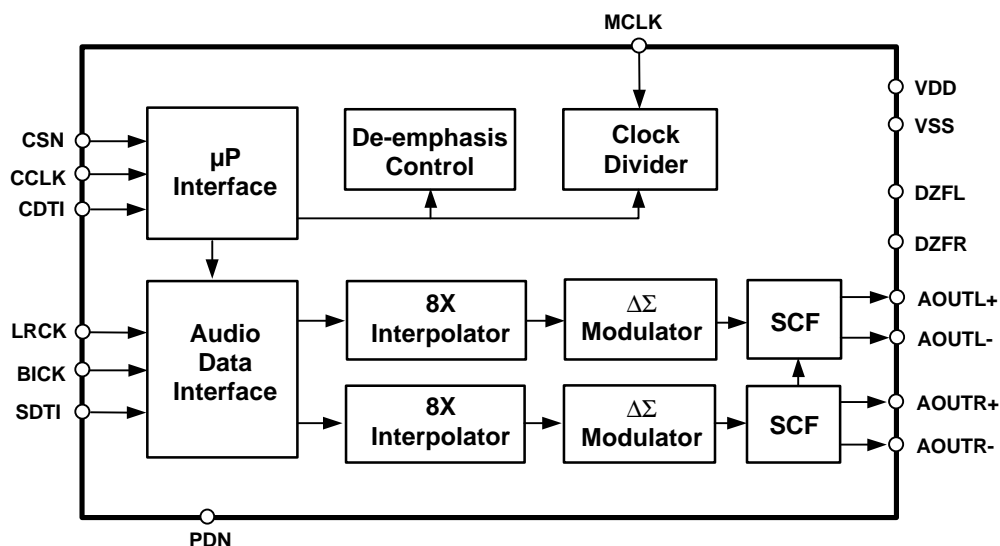 MCLK
VDD
VSS
DZFL
DZFR
CSN
CCLK
CDTI
µP
Interface
De-emphasis
Control
Clock
Divider
LRCK
BICK
SDTI
Audio
Data
Interface
8X
Interpolator
ΔΣ
Modulator
SCF
AOUTL+
AOUTL-
8X
Interpolator
ΔΣ
Modulator
SCF
AOUTR+
AOUTR-
PDN